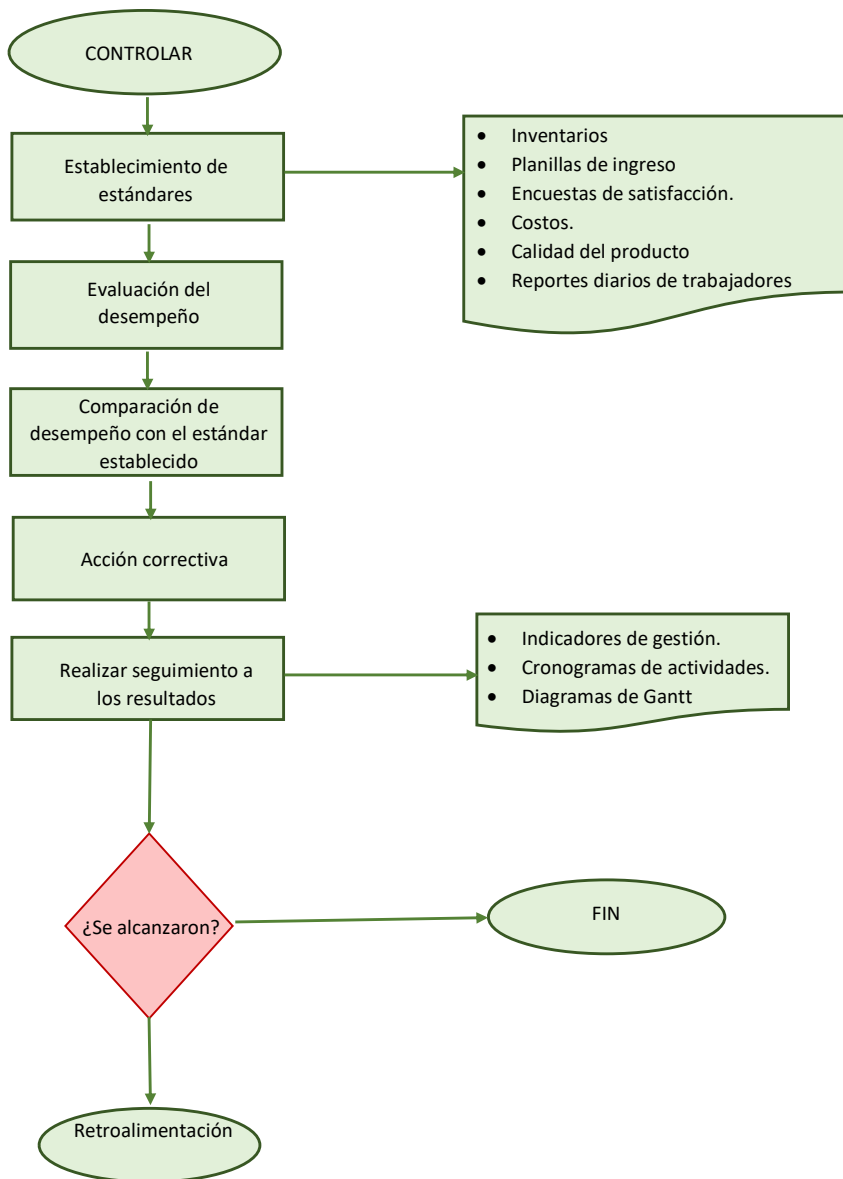 CONTROLAR
Establecimiento de
estándares
• Inventarios
• Planillas de ingreso
• Encuestas de satisfacción.
• Costos.
• Calidad del producto
• Reportes diarios de trabajadores
Evaluación del
desempeño
Comparación de
desempeño con el estándar
establecido
Acción correctiva
Realizar seguimiento a
los resultados
• Indicadores de gestión.
• Cronogramas de actividades.
• Diagramas de Gantt
¿Se alcanzaron?
FIN
Retroalimentación